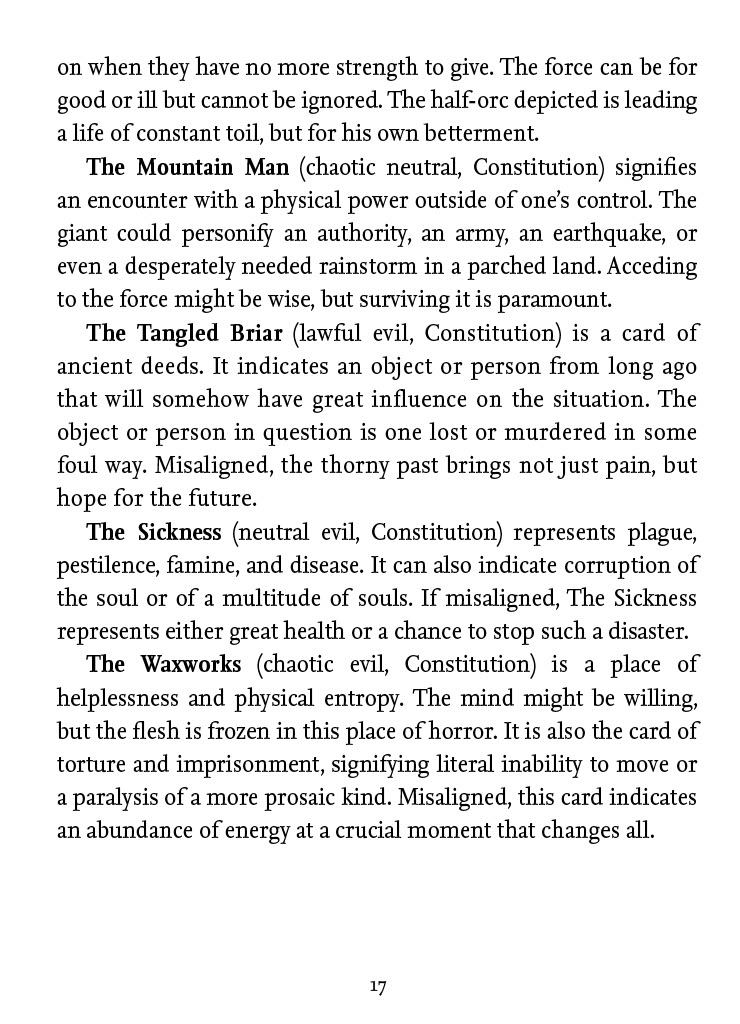 on when they have no more strength to give. The force can be for
good or ill but cannot be ignored. The half-orc depicted is leading
a life of constant toil, but for his own betterment.
The Mountain Man (chaotic neutral, Constitution) signifies
an encounter with a physical power outside of one’s control. The
giant could personify an authority, an army, an earthquake, or
even a desperately needed rainstorm in a parched land. Acceding
to the force might be wise, but surviving it is paramount.
The Tangled Briar (lawful evil, Constitution) is a card of
ancient deeds. It indicates an object or person from long ago
that will somehow have great influence on the situation. The
object or person in question is one lost or murdered in some
foul way. Misaligned, the thorny past brings not just pain, but
hope for the future.
The Sickness (neutral evil, Constitution) represents plague,
pestilence, famine, and disease. It can also indicate corruption of
the soul or of a multitude of souls. If misaligned, The Sickness
represents either great health or a chance to stop such a disaster.
The Waxworks (chaotic evil, Constitution) is a place of
helplessness and physical entropy. The mind might be willing,
but the flesh is frozen in this place of horror. It is also the card of
torture and imprisonment, signifying literal inability to move or
a paralysis of a more prosaic kind. Misaligned, this card indicates
an abundance of energy at a crucial moment that changes all.
17